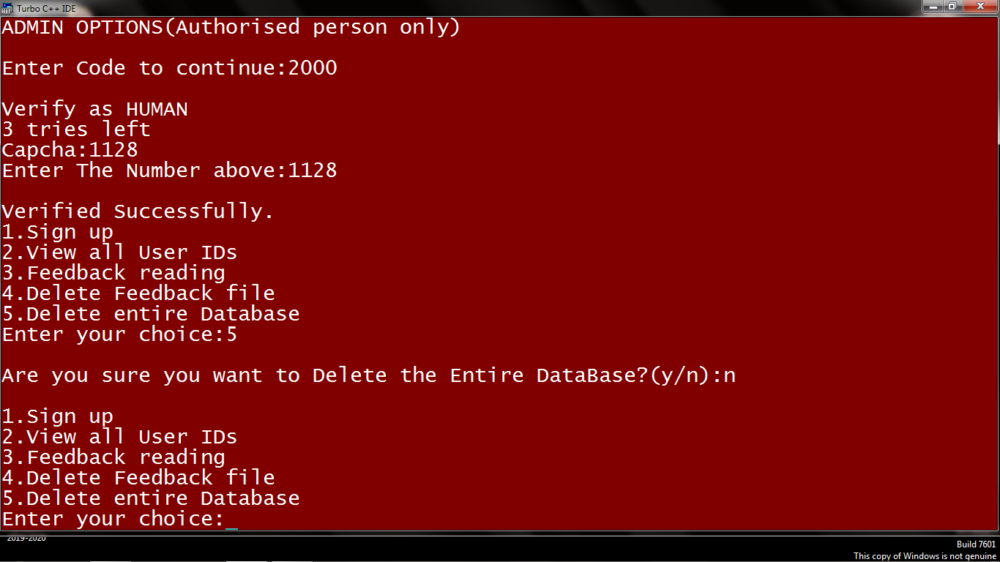 Turbo C++ IDE
ADMIN OPTIONS(Authorised person only)
Enter Code to continue:2000
Verify as HUMAN
3 tries left
Capcha:1128
Enter The Number above:1128
Verified Successfully.
1.Sign up
2.View all User IDs
3.Feedback reading
4.Delete Feedback file
5.Delete entire Database
Enter your choice:5
Are you sure you want to Delete the Entire DataBase?(y/n):n
1.Sign up
2.View all User IDs
3.Feedback reading
4.Delete Feedback file
5.Delete entire Database
Enter your choice:_
2019-2020
Build 7601
This copy of Windows is not genuine